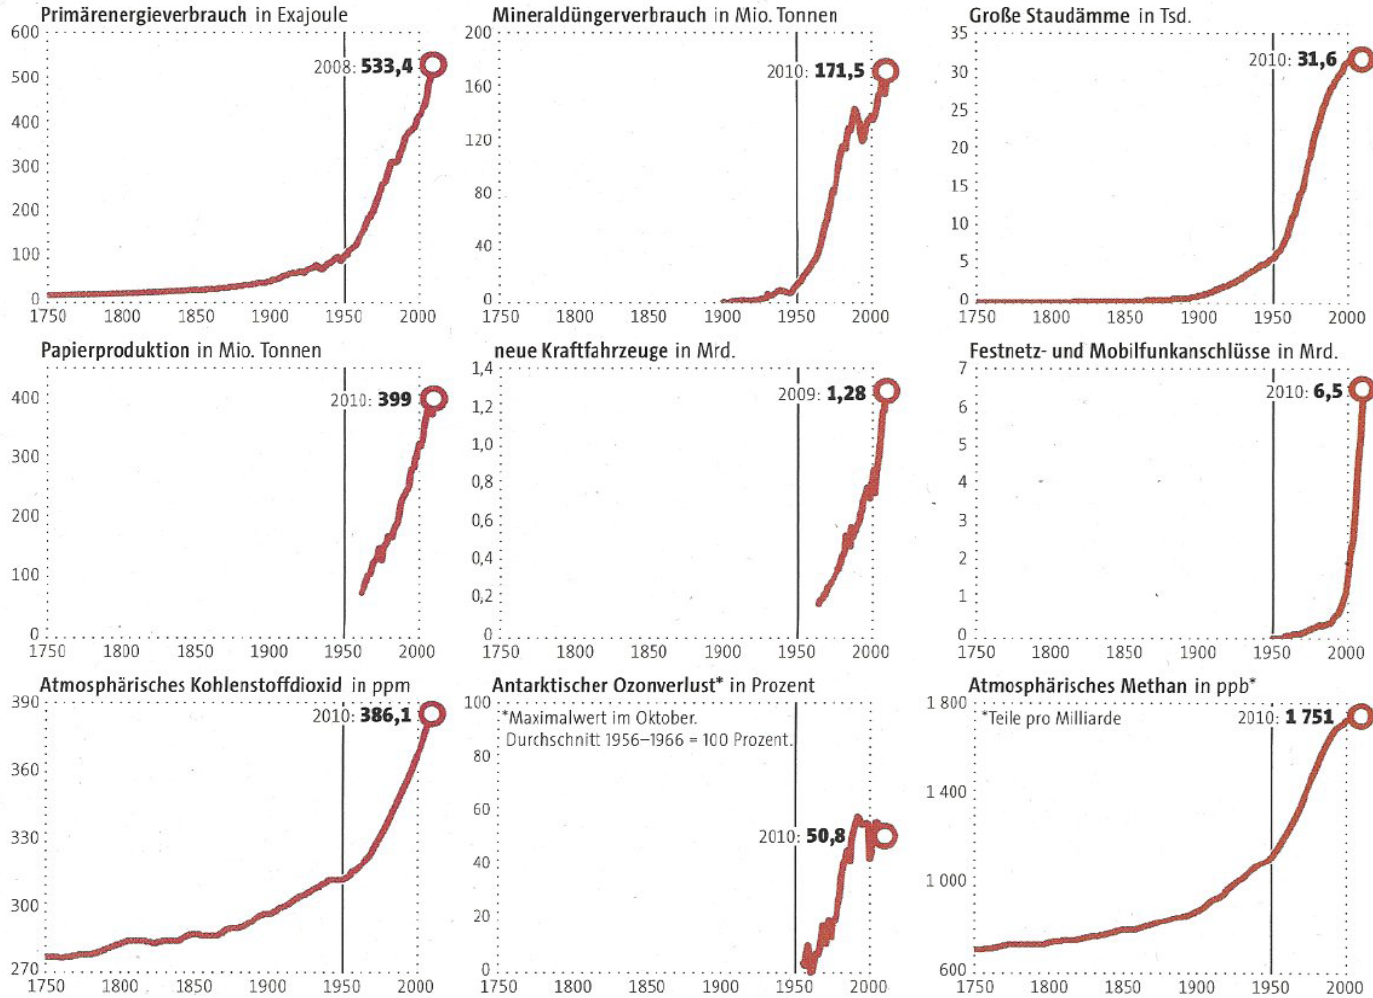 Primärenergieverbrauch in Exajoule
600
500
400
300
200
100
0
2008: 533,4
1750 1800 1850 1900 1950 2000
Mineraldüngerverbrauch in Mio. Tonnen
200
160
120
80
40
0
2010: 171,5
1750 1800 1850 1900 1950 2000
Große Staudämme in Tsd.
35
30
25
20
15
10
5
0
2010: 31,6
1750 1800 1850 1900 1950 2000
Papierproduktion in Mio. Tonnen
400
300
200
100
0
2010: 399
1750 1800 1850 1900 1950 2000
neue Kraftfahrzeuge in Mrd.
1,4
1,2
1,0
0,8
0,6
0,4
0,2
0
2009: 1,28
1750 1800 1850 1900 1950 2000
Festnetz- und Mobilfunkanschlüsse in Mrd.
7
6
5
4
3
2
1
0
2010: 6,5
1750 1800 1850 1900 1950 2000
Atmosphärisches Kohlenstoffdioxid in ppm
390
360
330
300
270
2010: 386,1
1750 1800 1850 1900 1950 2000
Antarktischer Ozonverlust* in Prozent
*Maximalwert im Oktober.
Durchschnitt 1956–1966 = 100 Prozent.
100
80
60
40
20
0
2010: 50,8
1750 1800 1850 1900 1950 2000
Atmosphärisches Methan in ppb*
*Teile pro Milliarde
1 800
1 400
1 000
600
2010: 1 751
1750 1800 1850 1900 1950 2000